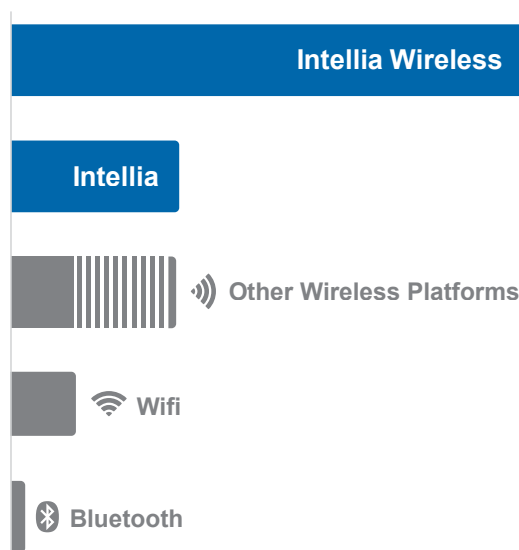 Intellia Wireless
Intellia
Other Wireless Platforms
Wifi
Bluetooth